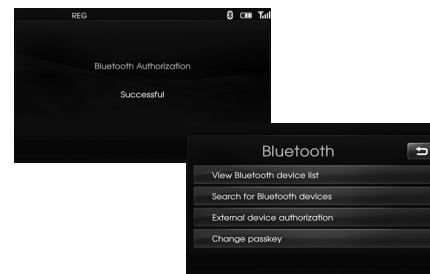 REG
Bluetooth Authorization
Successful
Bluetooth
View Bluetooth device list
Search for Bluetooth devices
External device authorization
Change passkey